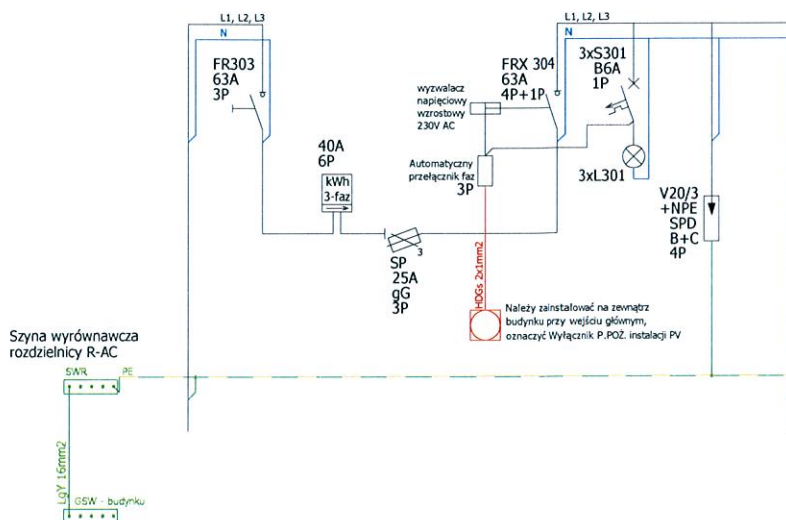 L1, L2, L3
N
FR303
63A
3P
40A
6P
kWh
3-faz
SP
25A
gG
3P
3
wyzwalacz
napięciowy
wzrostowy
230V AC
Automatyczny
przełącznik faz
3P
FRX 304
63A
4P+1P
L1, L2, L3
N
3xS301
B6A
1P
3xL301
V20/3
+NPE
SPD
B+C
4P
HDGs 2x1mm2
Należy zainstalować na zewnątrz
budynku przy wejściu głównym,
oznaczyć Wyłącznik P.POŻ. instalacji PV
Szyna wyrównawcza
rozdzielnicy R-AC
SWR
PE
LgY 16mm2
GSW - budynku